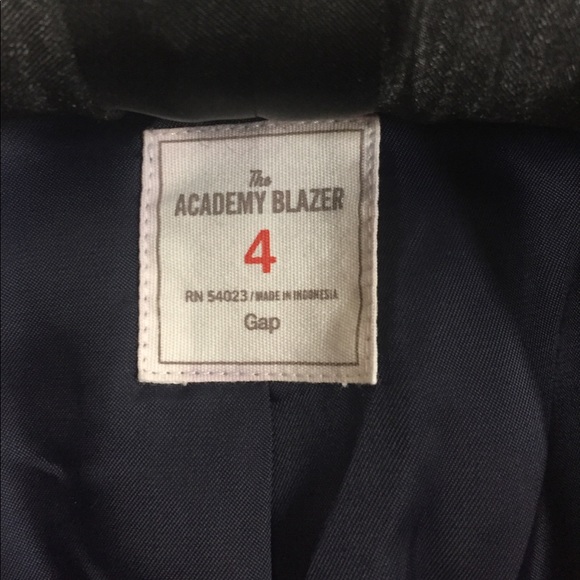 The
ACADEMY BLAZER
4
RN 54023/MADE IN INDONESIA
Gap